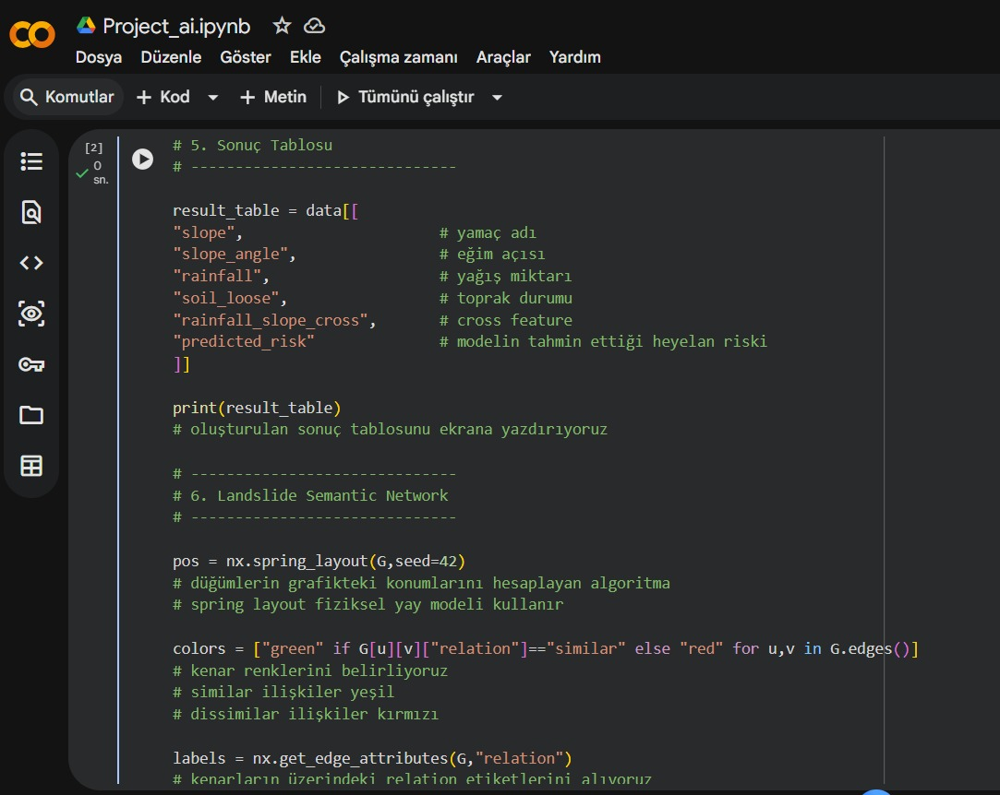 Project_ai.ipynb
Dosya Düzenle Göster Ekle Çalışma zamanı Araçlar Yardım
Komutlar + Kod + Metin Tümünü çalıştır
[2]
0
sn.
# 5. Sonuç Tablosu
# ------------------------------
result_table = data[[
"slope", # yamaç adı
"slope_angle", # eğim açısı
"rainfall", # yağış miktarı
"soil_loose", # toprak durumu
"rainfall_slope_cross", # cross feature
"predicted_risk" # modelin tahmin ettiği heyelan riski
]]
print(result_table)
# oluşturulan sonuç tablosunu ekrana yazdırıyoruz
# ------------------------------
# 6. Landslide Semantic Network
# ------------------------------
pos = nx.spring_layout(G,seed=42)
# düğümlerin grafikteki konumlarını hesaplayan algoritma
# spring layout fiziksel yay modeli kullanır
colors = ["green" if G[u][v]["relation"]=="similar" else "red" for u,v in G.edges()]
# kenar renklerini belirliyoruz
# similar ilişkiler yeşil
# dissimilar ilişkiler kırmızı
labels = nx.get_edge_attributes(G,"relation")
# kenarların üzerindeki relation etiketlerini alıyoruz